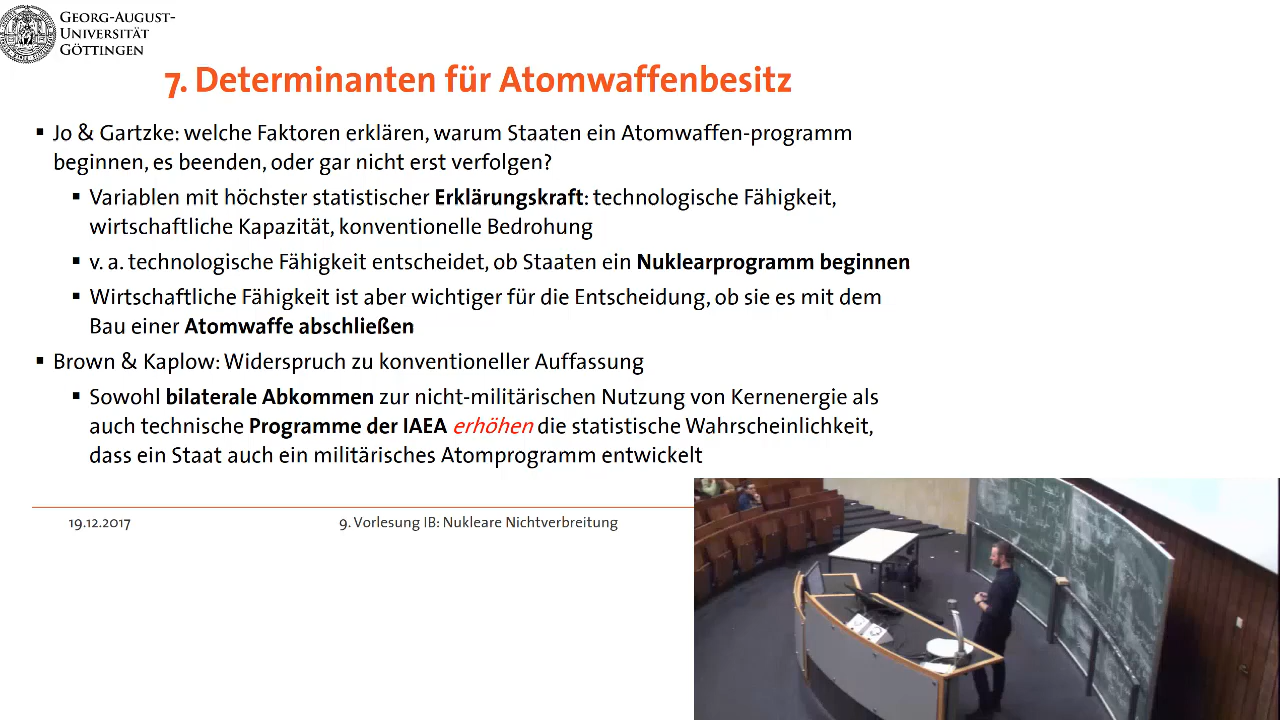 GEORG-AUGUST-
UNIVERSITÄT
GÖTTINGEN
7. Determinanten für Atomwaffenbesitz
▪ Jo & Gartzke: welche Faktoren erklären, warum Staaten ein Atomwaffen-programm
beginnen, es beenden, oder gar nicht erst verfolgen?
▪ Variablen mit höchster statistischer Erklärungskraft: technologische Fähigkeit,
wirtschaftliche Kapazität, konventionelle Bedrohung
▪ v. a. technologische Fähigkeit entscheidet, ob Staaten ein Nuklearprogramm beginnen
▪ Wirtschaftliche Fähigkeit ist aber wichtiger für die Entscheidung, ob sie es mit dem
Bau einer Atomwaffe abschließen
▪ Brown & Kaplow: Widerspruch zu konventioneller Auffassung
▪ Sowohl bilaterale Abkommen zur nicht-militärischen Nutzung von Kernenergie als
auch technische Programme der IAEA erhöhen die statistische Wahrscheinlichkeit,
dass ein Staat auch ein militärisches Atomprogramm entwickelt
19.12.2017
9. Vorlesung IB: Nukleare Nichtverbreitung